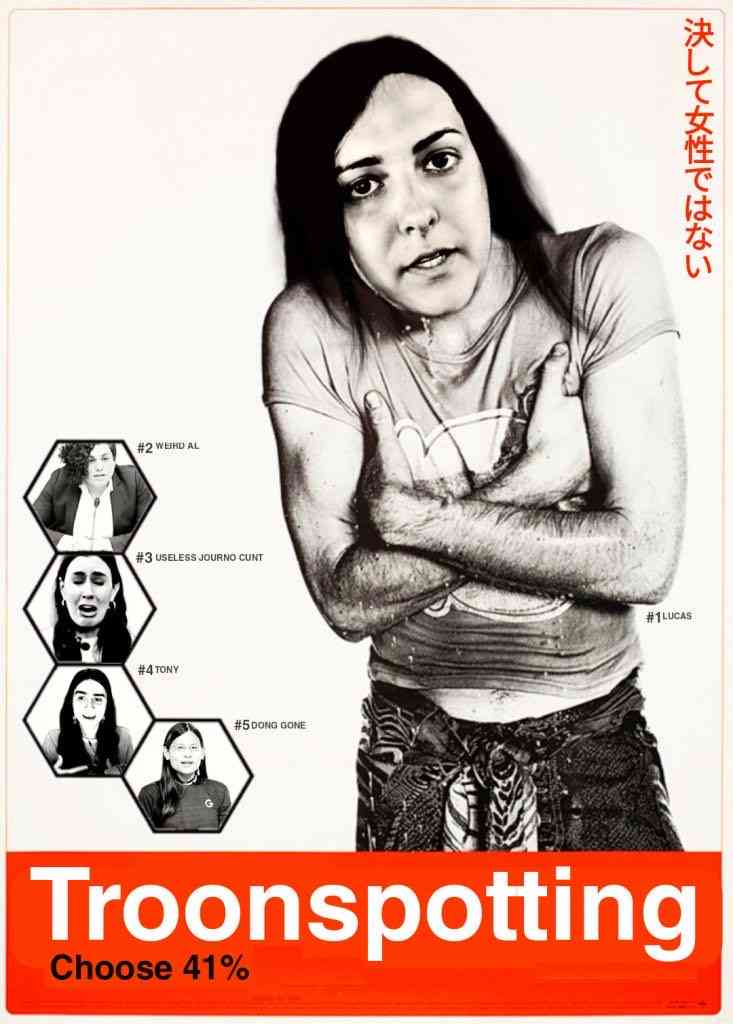 決して女性ではない
#2 WEIRD AL
#3 USELESS JOURNO CUNT
#1 LUCAS
#4 TONY
#5 DONG GONE
G
Troonspotting
Choose 41%